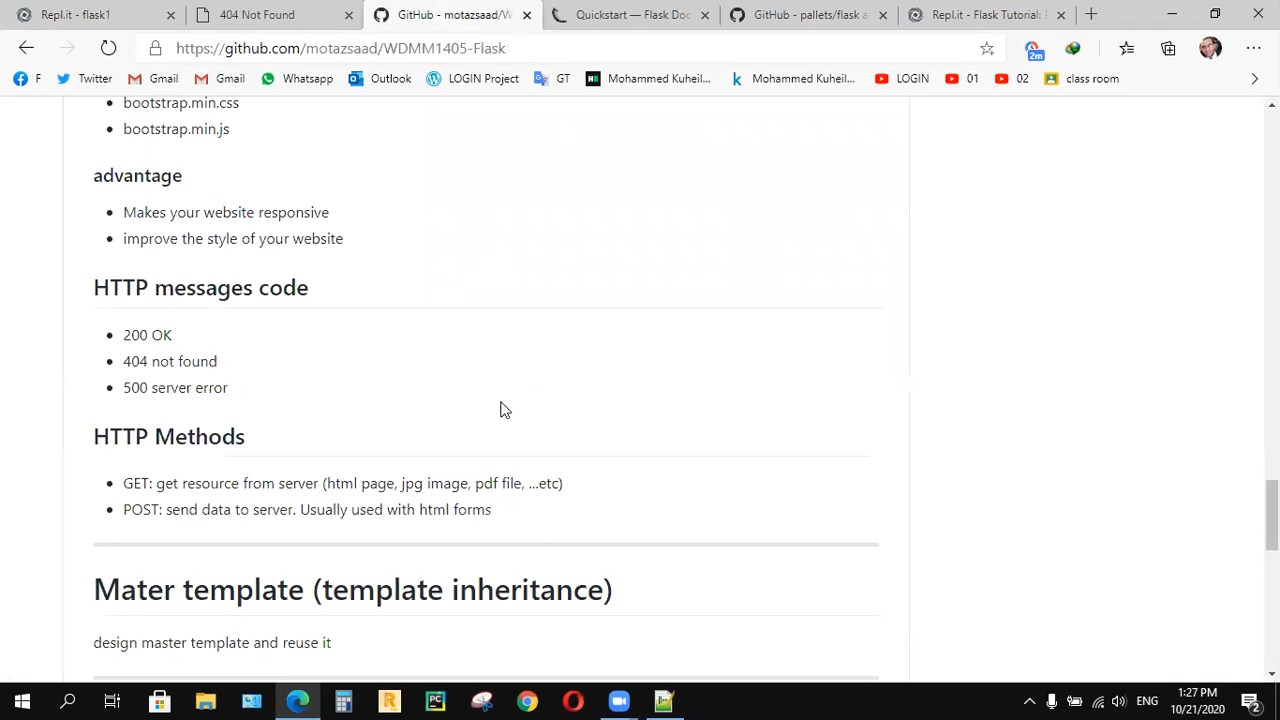 Repl.it - flask1
404 Not Found
GitHub - motazsaad/W
Quickstart — Flask Doc
GitHub - pallets/flask a
Repl.it - Flask Tutorial:
https://github.com/motazsaad/WDMM1405-Flask
2m
F
Twitter
Gmail
Gmail
Whatsapp
Outlook
LOGIN Project
GT
Mohammed Kuheil...
Mohammed Kuheil...
LOGIN
01
02
class room
bootstrap.min.css
bootstrap.min.js
advantage
Makes your website responsive
improve the style of your website
HTTP messages code
200 OK
404 not found
500 server error
HTTP Methods
GET: get resource from server (html page, jpg image, pdf file, ...etc)
POST: send data to server. Usually used with html forms
Mater template (template inheritance)
design master template and reuse it
ENG
1:27 PM
10/21/2020
2